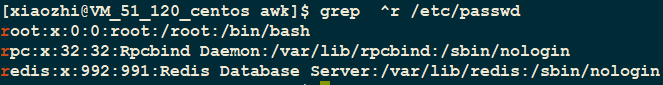 [xiaozhi@VM_51_120_centos awk]$ grep  ^r /etc/passwd
root:x:0:0:root:/root:/bin/bash
rpc:x:32:32:Rpcbind Daemon:/var/lib/rpcbind:/sbin/nologin
redis:x:992:991:Redis Database Server:/var/lib/redis:/sbin/nologin